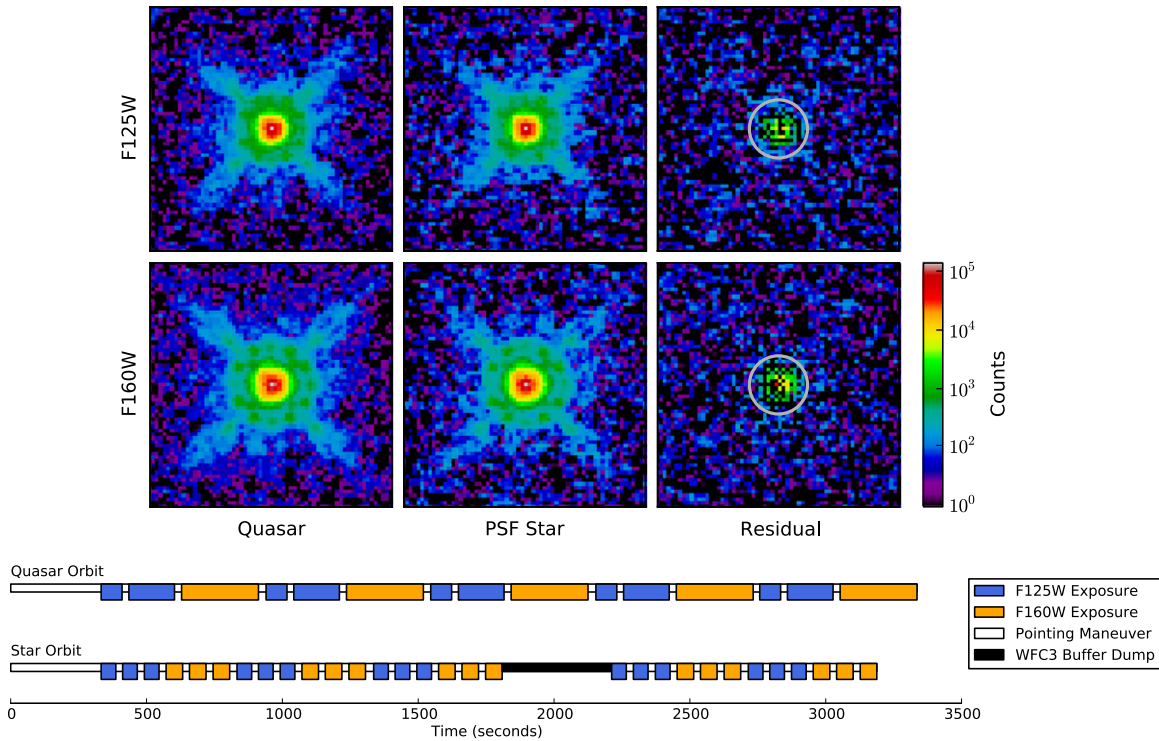 F125W
F160W
Quasar
PSF Star
Residual
10^5
10^4
10^3
10^2
10^1
10^0
Counts
Quasar Orbit
Star Orbit
F125W Exposure
F160W Exposure
Pointing Maneuver
WFC3 Buffer Dump
0 500 1000 1500 2000 2500 3000 3500
Time (seconds)